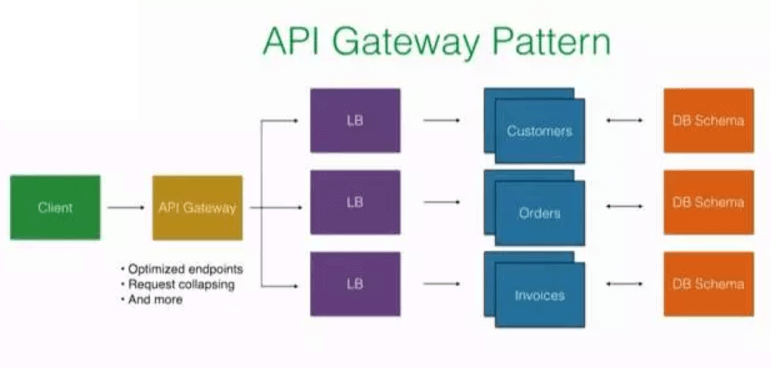 API Gateway Pattern
LB
Customers
DB Schema
Client
API Gateway
LB
Orders
DB Schema
• Optimized endpoints
• Request collapsing
• And more
LB
Invoices
DB Schema